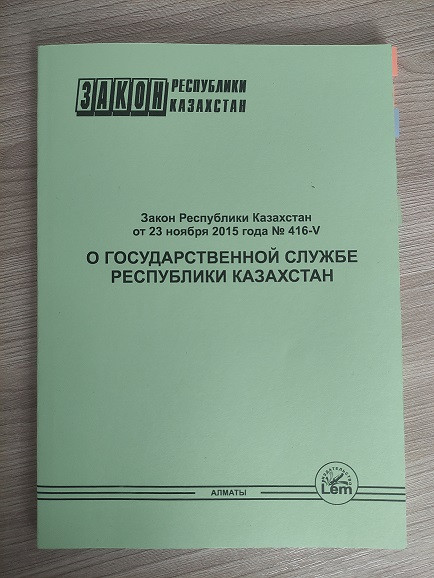 ЗАКОН РЕСПУБЛИКИ
КАЗАХСТАН
Закон Республики Казахстан
от 23 ноября 2015 года № 416-V
О ГОСУДАРСТВЕННОЙ СЛУЖБЕ
РЕСПУБЛИКИ КАЗАХСТАН
ИЗДАТЕЛЬСТВО
Lem
АЛМАТЫ